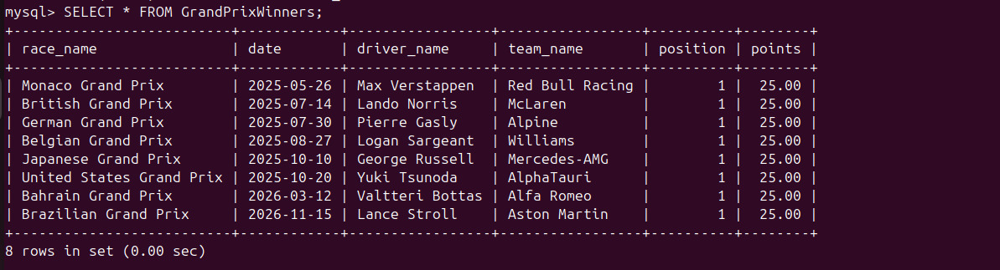 mysql> SELECT * FROM GrandPrixWinners;
+--------------------------+------------+-----------------+-----------------+----------+--------+
| race_name                | date       | driver_name     | team_name       | position | points |
+--------------------------+------------+-----------------+-----------------+----------+--------+
| Monaco Grand Prix        | 2025-05-26 | Max Verstappen  | Red Bull Racing |        1 |  25.00 |
| British Grand Prix       | 2025-07-14 | Lando Norris    | McLaren         |        1 |  25.00 |
| German Grand Prix        | 2025-07-30 | Pierre Gasly    | Alpine          |        1 |  25.00 |
| Belgian Grand Prix       | 2025-08-27 | Logan Sargeant  | Williams        |        1 |  25.00 |
| Japanese Grand Prix      | 2025-10-10 | George Russell  | Mercedes-AMG    |        1 |  25.00 |
| United States Grand Prix | 2025-10-20 | Yuki Tsunoda    | AlphaTauri      |        1 |  25.00 |
| Bahrain Grand Prix       | 2026-03-12 | Valtteri Bottas | Alfa Romeo      |        1 |  25.00 |
| Brazilian Grand Prix     | 2026-11-15 | Lance Stroll    | Aston Martin    |        1 |  25.00 |
+--------------------------+------------+-----------------+-----------------+----------+--------+
8 rows in set (0.00 sec)